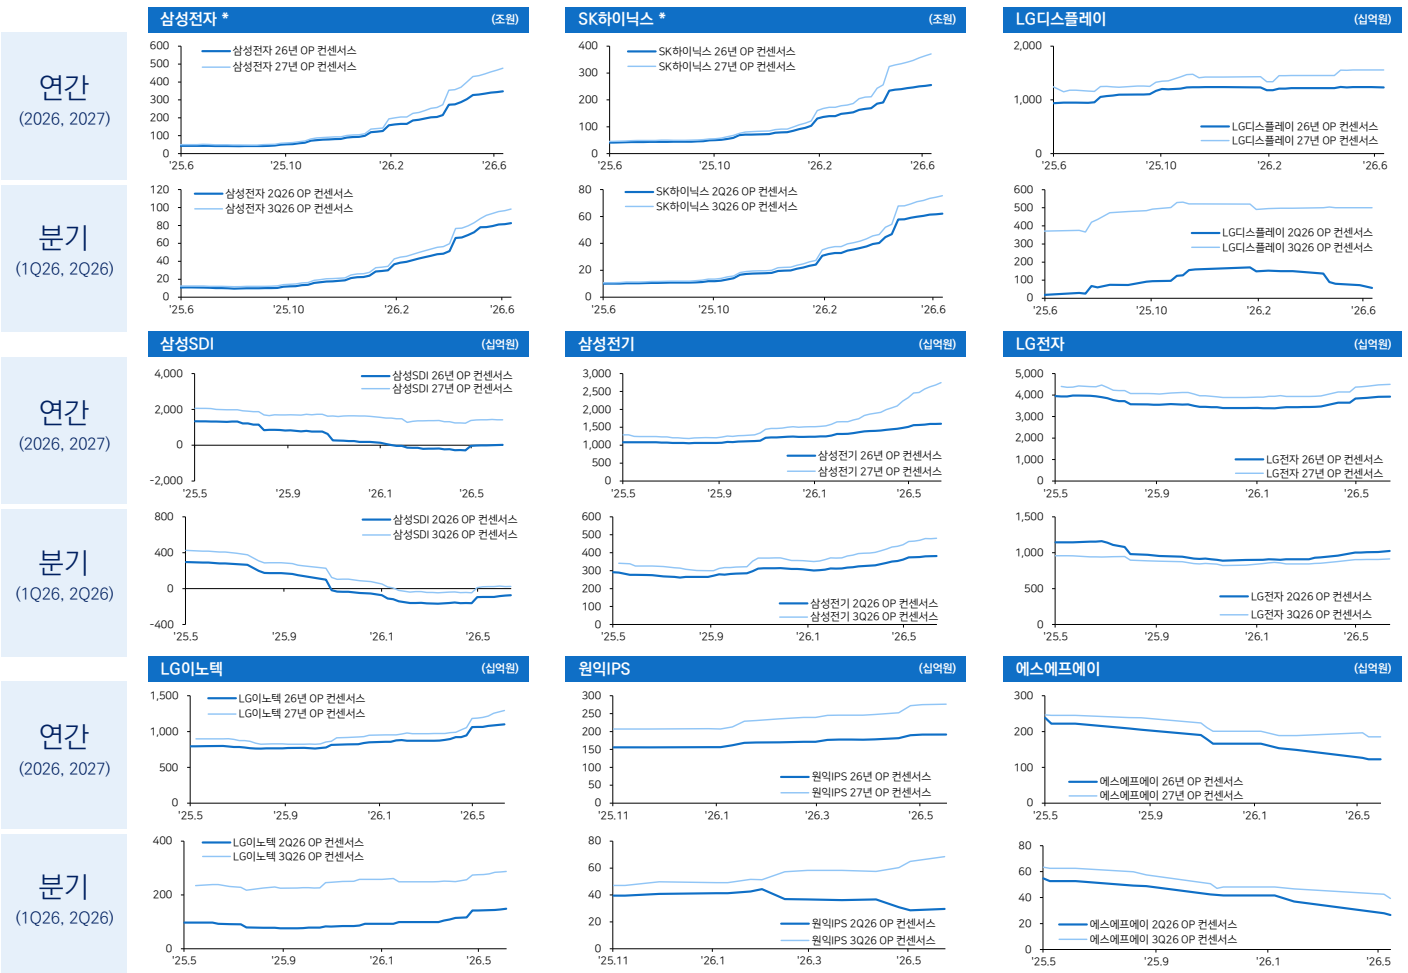 삼성전자 * (조원)
SK하이닉스 * (조원)
LG디스플레이 (십억원)
연간
(2026, 2027)
600
500
400
300
200
100
0
삼성전자 26년 OP 컨센서스
삼성전자 27년 OP 컨센서스
'25.6 '25.10 '26.2 '26.6
400
300
200
100
0
SK하이닉스 26년 OP 컨센서스
SK하이닉스 27년 OP 컨센서스
'25.6 '25.10 '26.2 '26.6
2,000
1,000
0
LG디스플레이 26년 OP 컨센서스
LG디스플레이 27년 OP 컨센서스
'25.6 '25.10 '26.2 '26.6
분기
(1Q26, 2Q26)
120
100
80
60
40
20
0
삼성전자 2Q26 OP 컨센서스
삼성전자 3Q26 OP 컨센서스
'25.6 '25.10 '26.2 '26.6
80
60
40
20
0
SK하이닉스 2Q26 OP 컨센서스
SK하이닉스 3Q26 OP 컨센서스
'25.6 '25.10 '26.2 '26.6
600
500
400
300
200
100
0
LG디스플레이 2Q26 OP 컨센서스
LG디스플레이 3Q26 OP 컨센서스
'25.6 '25.10 '26.2 '26.6
삼성SDI (십억원)
삼성전기 (십억원)
LG전자 (십억원)
연간
(2026, 2027)
4,000
2,000
0
-2,000
삼성SDI 26년 OP 컨센서스
삼성SDI 27년 OP 컨센서스
'25.5 '25.9 '26.1 '26.5
3,000
2,500
2,000
1,500
1,000
500
0
삼성전기 26년 OP 컨센서스
삼성전기 27년 OP 컨센서스
'25.5 '25.9 '26.1 '26.5
5,000
4,000
3,000
2,000
1,000
0
LG전자 26년 OP 컨센서스
LG전자 27년 OP 컨센서스
'25.5 '25.9 '26.1 '26.5
분기
(1Q26, 2Q26)
800
400
0
-400
삼성SDI 2Q26 OP 컨센서스
삼성SDI 3Q26 OP 컨센서스
'25.5 '25.9 '26.1 '26.5
600
500
400
300
200
100
0
삼성전기 2Q26 OP 컨센서스
삼성전기 3Q26 OP 컨센서스
'25.5 '25.9 '26.1 '26.5
1,500
1,000
500
0
LG전자 2Q26 OP 컨센서스
LG전자 3Q26 OP 컨센서스
'25.5 '25.9 '26.1 '26.5
LG이노텍 (십억원)
원익IPS (십억원)
에스에프에이 (십억원)
연간
(2026, 2027)
1,500
1,000
500
0
LG이노텍 26년 OP 컨센서스
LG이노텍 27년 OP 컨센서스
'25.5 '25.9 '26.1 '26.5
300
250
200
150
100
50
0
원익IPS 26년 OP 컨센서스
원익IPS 27년 OP 컨센서스
'25.11 '26.1 '26.3 '26.5
300
200
100
0
에스에프에이 26년 OP 컨센서스
에스에프에이 27년 OP 컨센서스
'25.5 '25.9 '26.1 '26.5
분기
(1Q26, 2Q26)
400
200
0
LG이노텍 2Q26 OP 컨센서스
LG이노텍 3Q26 OP 컨센서스
'25.5 '25.9 '26.1 '26.5
80
60
40
20
0
원익IPS 2Q26 OP 컨센서스
원익IPS 3Q26 OP 컨센서스
'25.11 '26.1 '26.3 '26.5
80
60
40
20
0
에스에프에이 2Q26 OP 컨센서스
에스에프에이 3Q26 OP 컨센서스
'25.5 '25.9 '26.1 '26.5